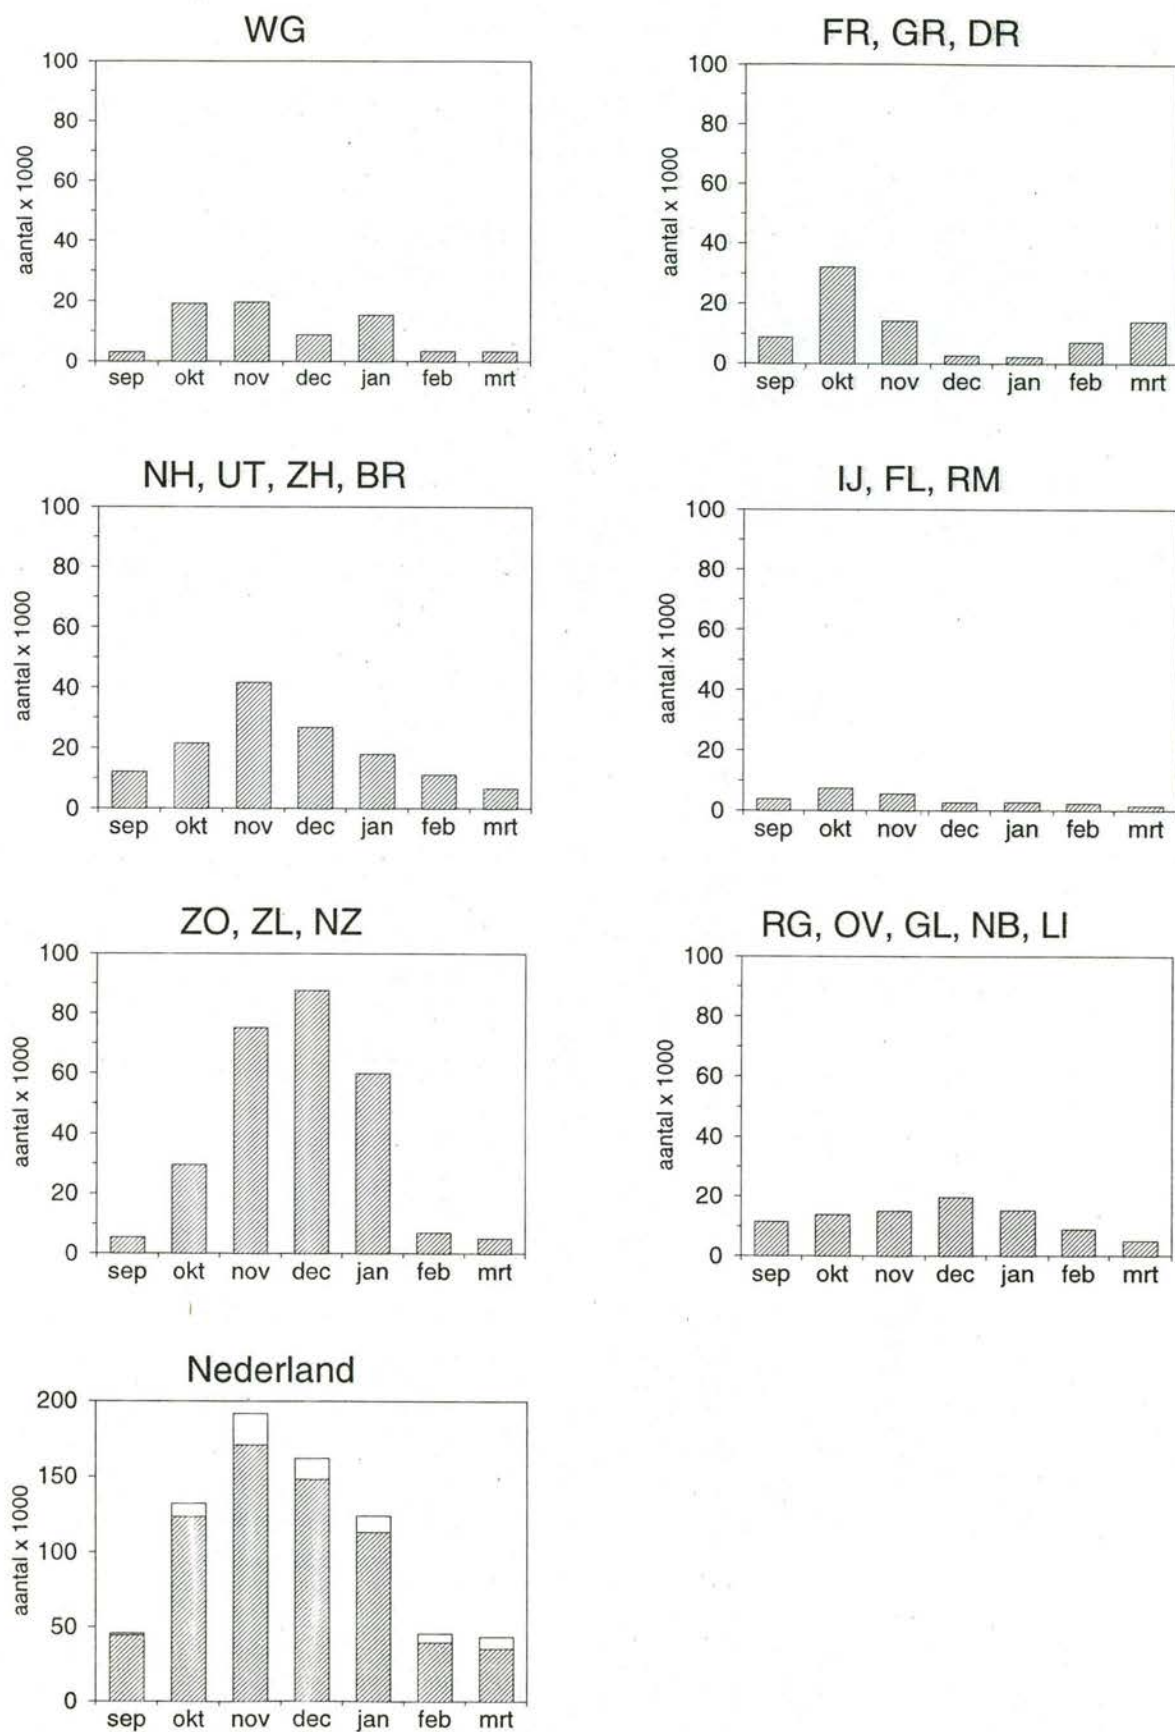 WG
100
80
60
40
20
0
aantal x 1000
sep okt nov dec jan feb mrt
FR, GR, DR
100
80
60
40
20
0
aantal x 1000
sep okt nov dec jan feb mrt
NH, UT, ZH, BR
100
80
60
40
20
0
aantal x 1000
sep okt nov dec jan feb mrt
IJ, FL, RM
100
80
60
40
20
0
aantal x 1000
sep okt nov dec jan feb mrt
ZO, ZL, NZ
100
80
60
40
20
0
aantal x 1000
sep okt nov dec jan feb mrt
RG, OV, GL, NB, LI
100
80
60
40
20
0
aantal x 1000
sep okt nov dec jan feb mrt
Nederland
200
150
100
50
0
aantal x 1000
sep okt nov dec jan feb mrt